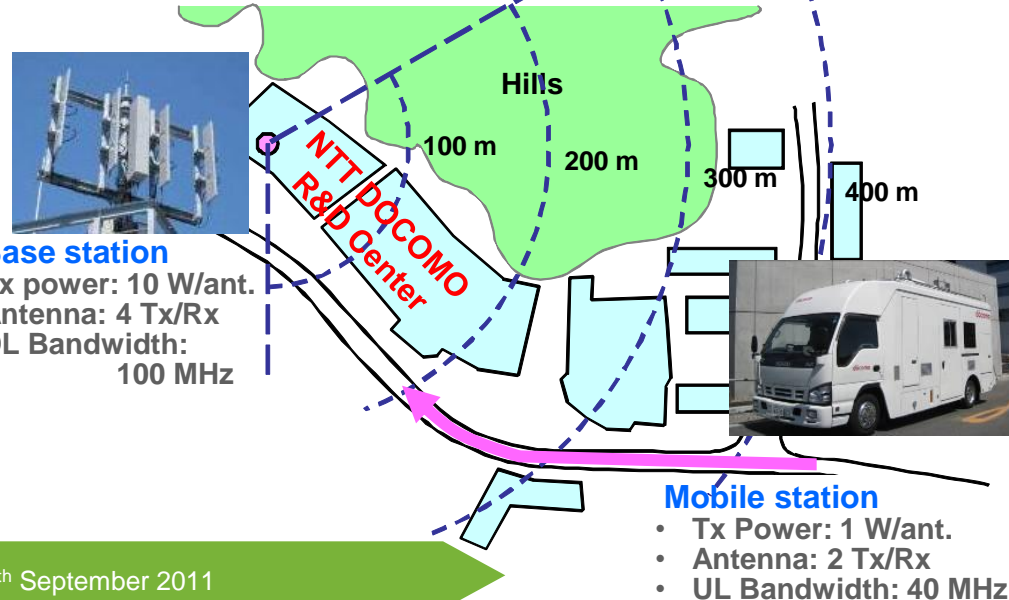 Hills
100 m
200 m
300 m
400 m
NTT DOCOMO
R&D Center
ase station
x power: 10 W/ant.
ntenna: 4 Tx/Rx
L Bandwidth:
100 MHz
Mobile station
• Tx Power: 1 W/ant.
• Antenna: 2 Tx/Rx
• UL Bandwidth: 40 MHz
th September 2011